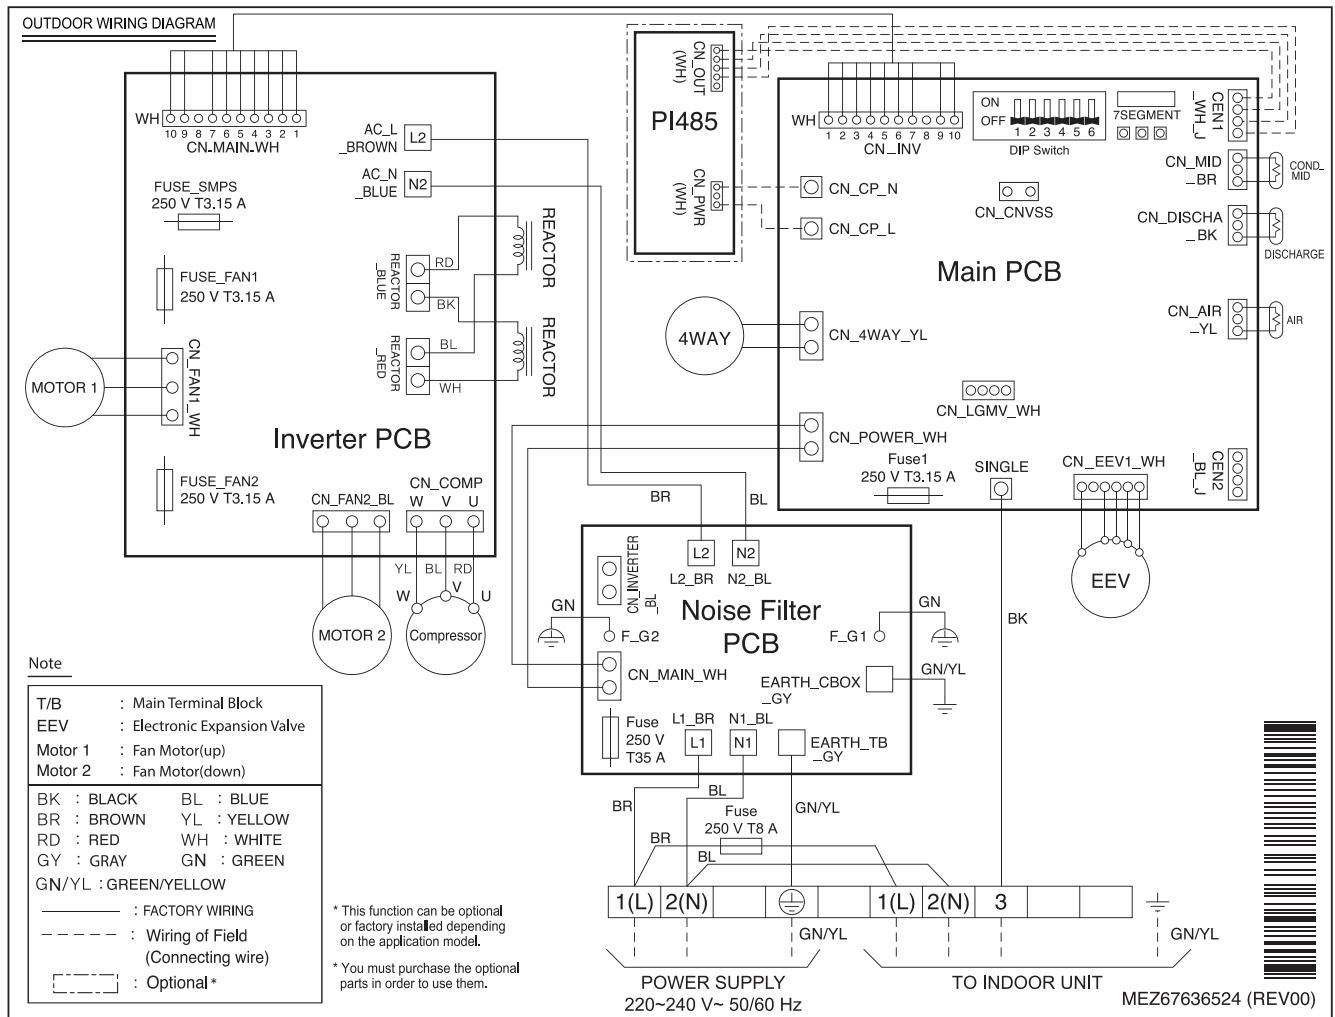 OUTDOOR WIRING DIAGRAM
WH
10 9 8 7 6 5 4 3 2 1
CN-MAIN-WH
AC_L
_BROWN
L2
AC_N
_BLUE
N2
FUSE_SMPS
250 V T3.15 A
FUSE_FAN1
250 V T3.15 A
REACTOR
_BLUE
RD
BK
REACTOR
REACTOR
_RED
BL
WH
REACTOR
MOTOR 1
CN_FAN1_WH
Inverter PCB
FUSE_FAN2
250 V T3.15 A
CN_FAN2_BL
CN_COMP
W V U
YL BL RD
W V U
MOTOR 2
Compressor
PI485
CN_OUT
(WH)
CN_PWR
(WH)
WH
1 2 3 4 5 6 7 8 9 10
CN_INV
ON
OFF
1 2 3 4 5 6
DIP Switch
7SEGMENT
CEN1
_WH_J
CN_MID
_BR
COND_
MID
CN_CP_N
CN_CNVSS
CN_DISCHA
_BK
DISCHARGE
CN_CP_L
Main PCB
CN_AIR
_YL
AIR
4WAY
CN_4WAY_YL
CN_LGMV_WH
CN_POWER_WH
Fuse1
250 V T3.15 A
SINGLE
CN_EEV1_WH
CEN2
_BL_J
EEV
BR
BL
BK
CN_INVERTER
_BL
L2
N2
L2_BR
N2_BL
Noise Filter
PCB
GN
F_G2
F_G1
GN
CN_MAIN_WH
EARTH_CBOX
_GY
GN/YL
Fuse
250 V
T35 A
L1_BR
N1_BL
L1
N1
EARTH_TB
_GY
BR
BL
GN/YL
Fuse
250 V T8 A
BR
BL
1(L) 2(N) 1(L) 2(N) 3
GN/YL
GN/YL
POWER SUPPLY
220~240 V~ 50/60 Hz
TO INDOOR UNIT
Note
T/B : Main Terminal Block
EEV : Electronic Expansion Valve
Motor 1 : Fan Motor(up)
Motor 2 : Fan Motor(down)
BK : BLACK BL : BLUE
BR : BROWN YL : YELLOW
RD : RED WH : WHITE
GY : GRAY GN : GREEN
GN/YL : GREEN/YELLOW
: FACTORY WIRING
: Wiring of Field
(Connecting wire)
: Optional *
* This function can be optional
or factory installed depending
on the application model.
* You must purchase the optional
parts in order to use them.
MEZ67636524 (REV00)